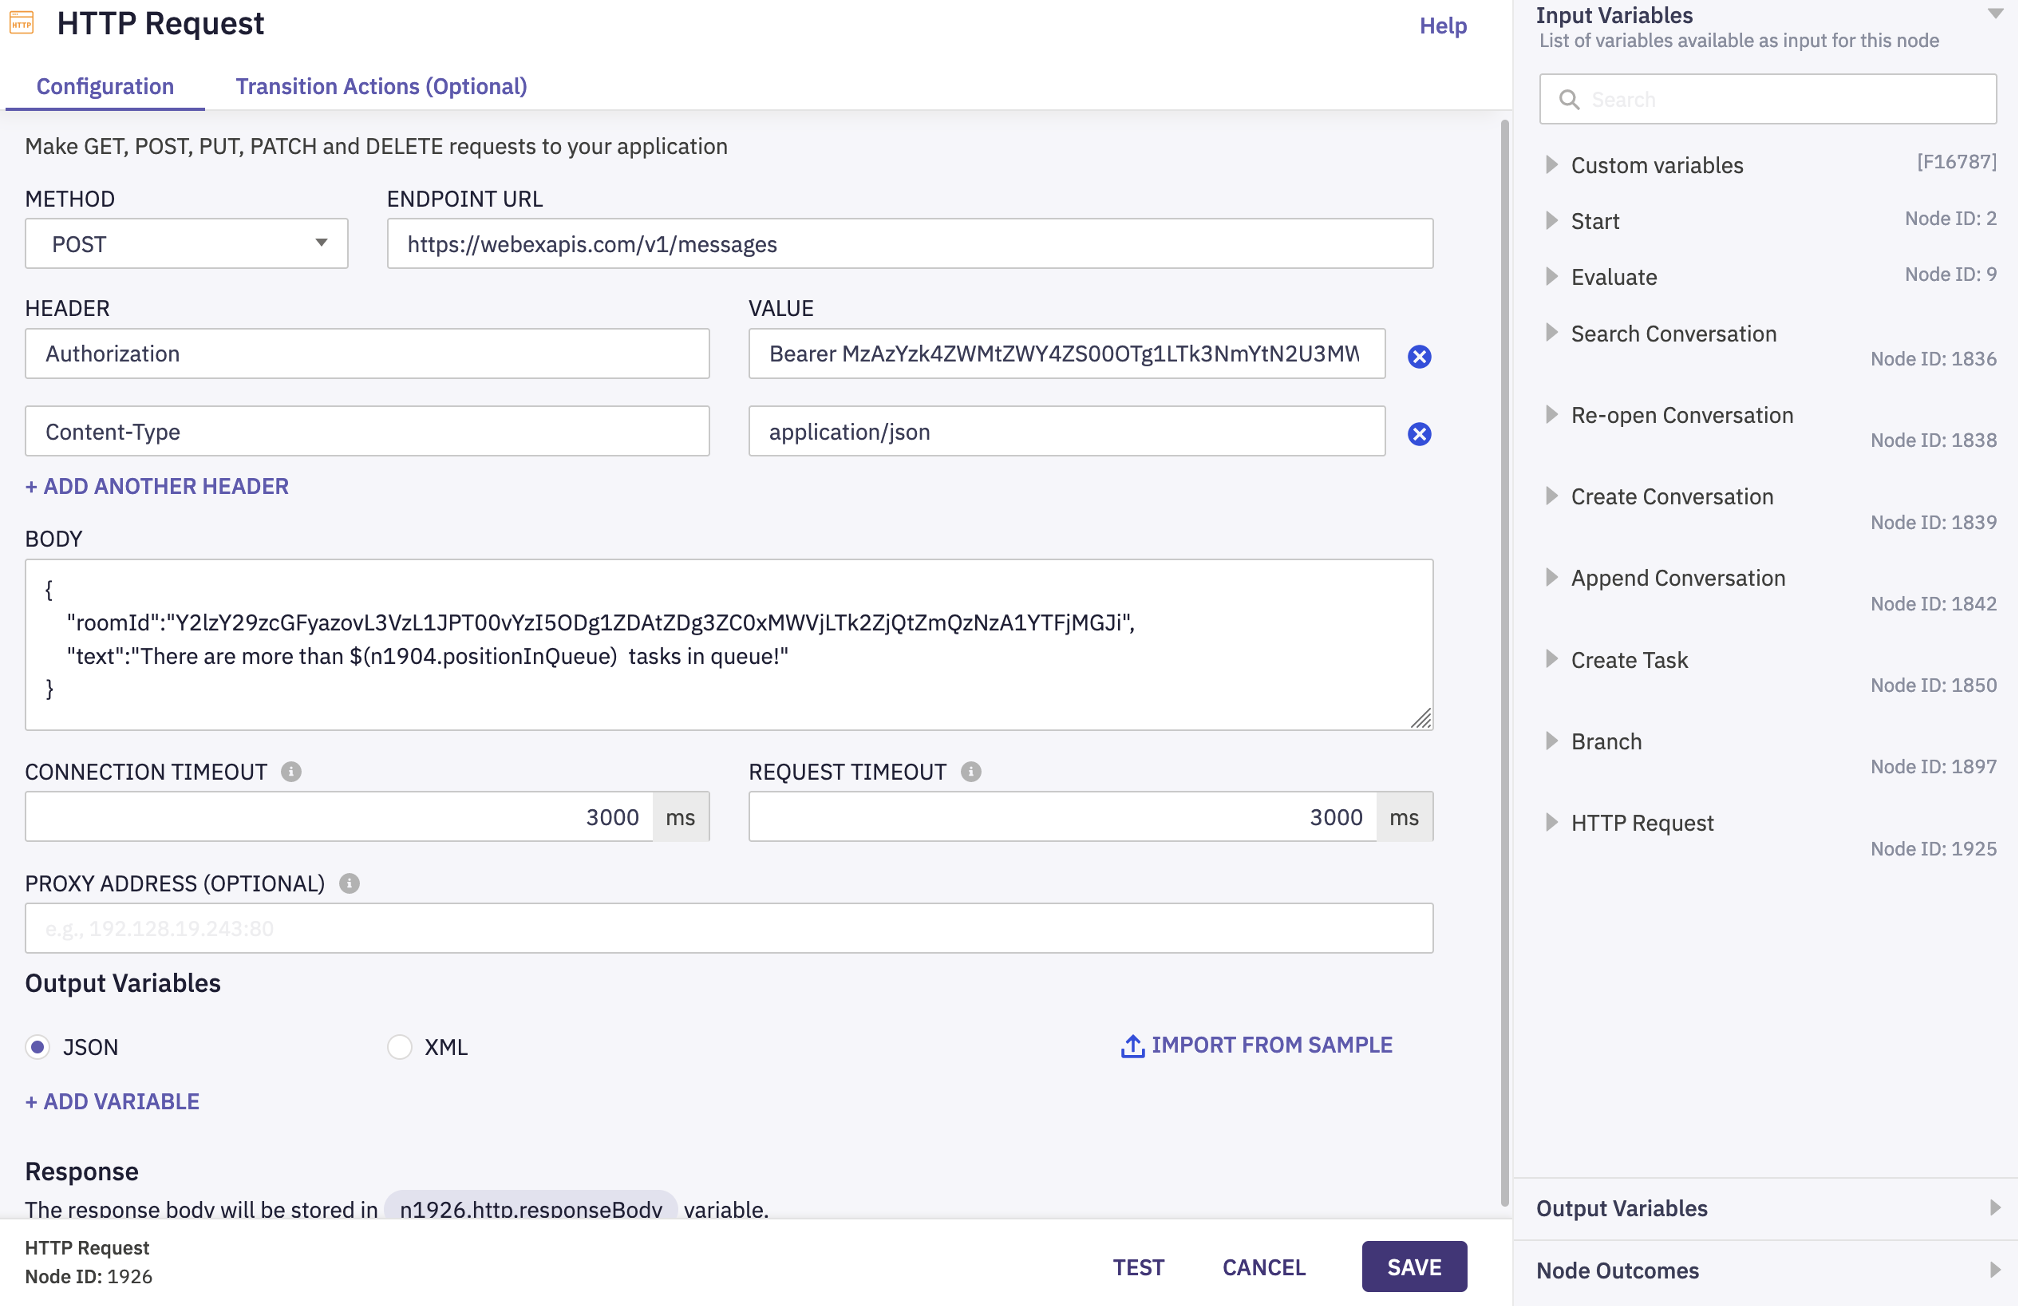 HTTP
HTTP Request
Help
Configuration
Transition Actions (Optional)
Make GET, POST, PUT, PATCH and DELETE requests to your application
METHOD
ENDPOINT URL
POST
https://webexapis.com/v1/messages
HEADER
VALUE
Authorization
Bearer MzAzYzk4ZWMtZWY4ZS00OTg1LTk3NmYtN2U3MW
Content-Type
application/json
+ ADD ANOTHER HEADER
BODY
{
"roomId":"Y2lzY29zcGFyazovL3VzL1JPT00vYzI5ODg1ZDAtZDg3ZC0xMWVjLTk2ZjQtZmQzNzA1YTFjMGJi",
"text":"There are more than $(n1904.positionInQueue)  tasks in queue!"
}
CONNECTION TIMEOUT
REQUEST TIMEOUT
3000 ms
3000 ms
PROXY ADDRESS (OPTIONAL)
e.g., 192.128.19.243:80
Output Variables
JSON
XML
IMPORT FROM SAMPLE
+ ADD VARIABLE
Response
The response body will be stored in n1926.http.responseBody variable.
HTTP Request
Node ID: 1926
TEST
CANCEL
SAVE
Input Variables
List of variables available as input for this node
Search
Custom variables [F16787]
Start Node ID: 2
Evaluate Node ID: 9
Search Conversation
Node ID: 1836
Re-open Conversation
Node ID: 1838
Create Conversation
Node ID: 1839
Append Conversation
Node ID: 1842
Create Task
Node ID: 1850
Branch
Node ID: 1897
HTTP Request
Node ID: 1925
Output Variables
Node Outcomes